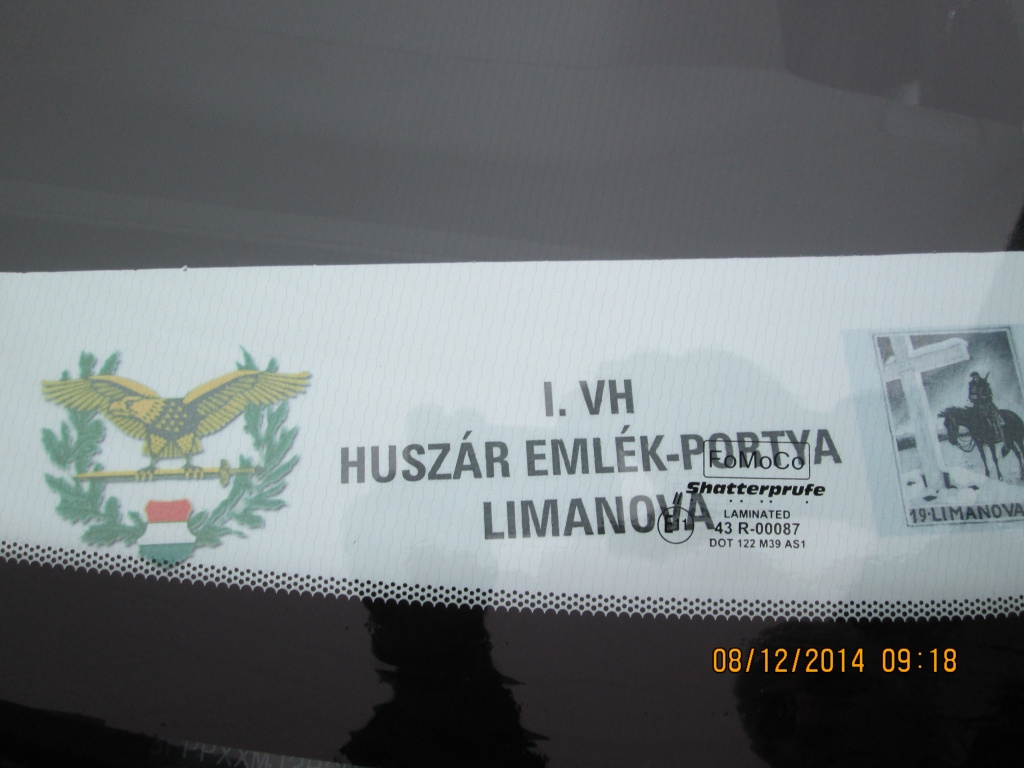 I. VH
HUSZÁR EMLÉK-PORTYA
LIMANOVA
FoMoCo
Shatterprufe
E11
LAMINATED
43 R-00087
DOT 122 M39 AS1
19·LIMANOVA
08/12/2014 09:18